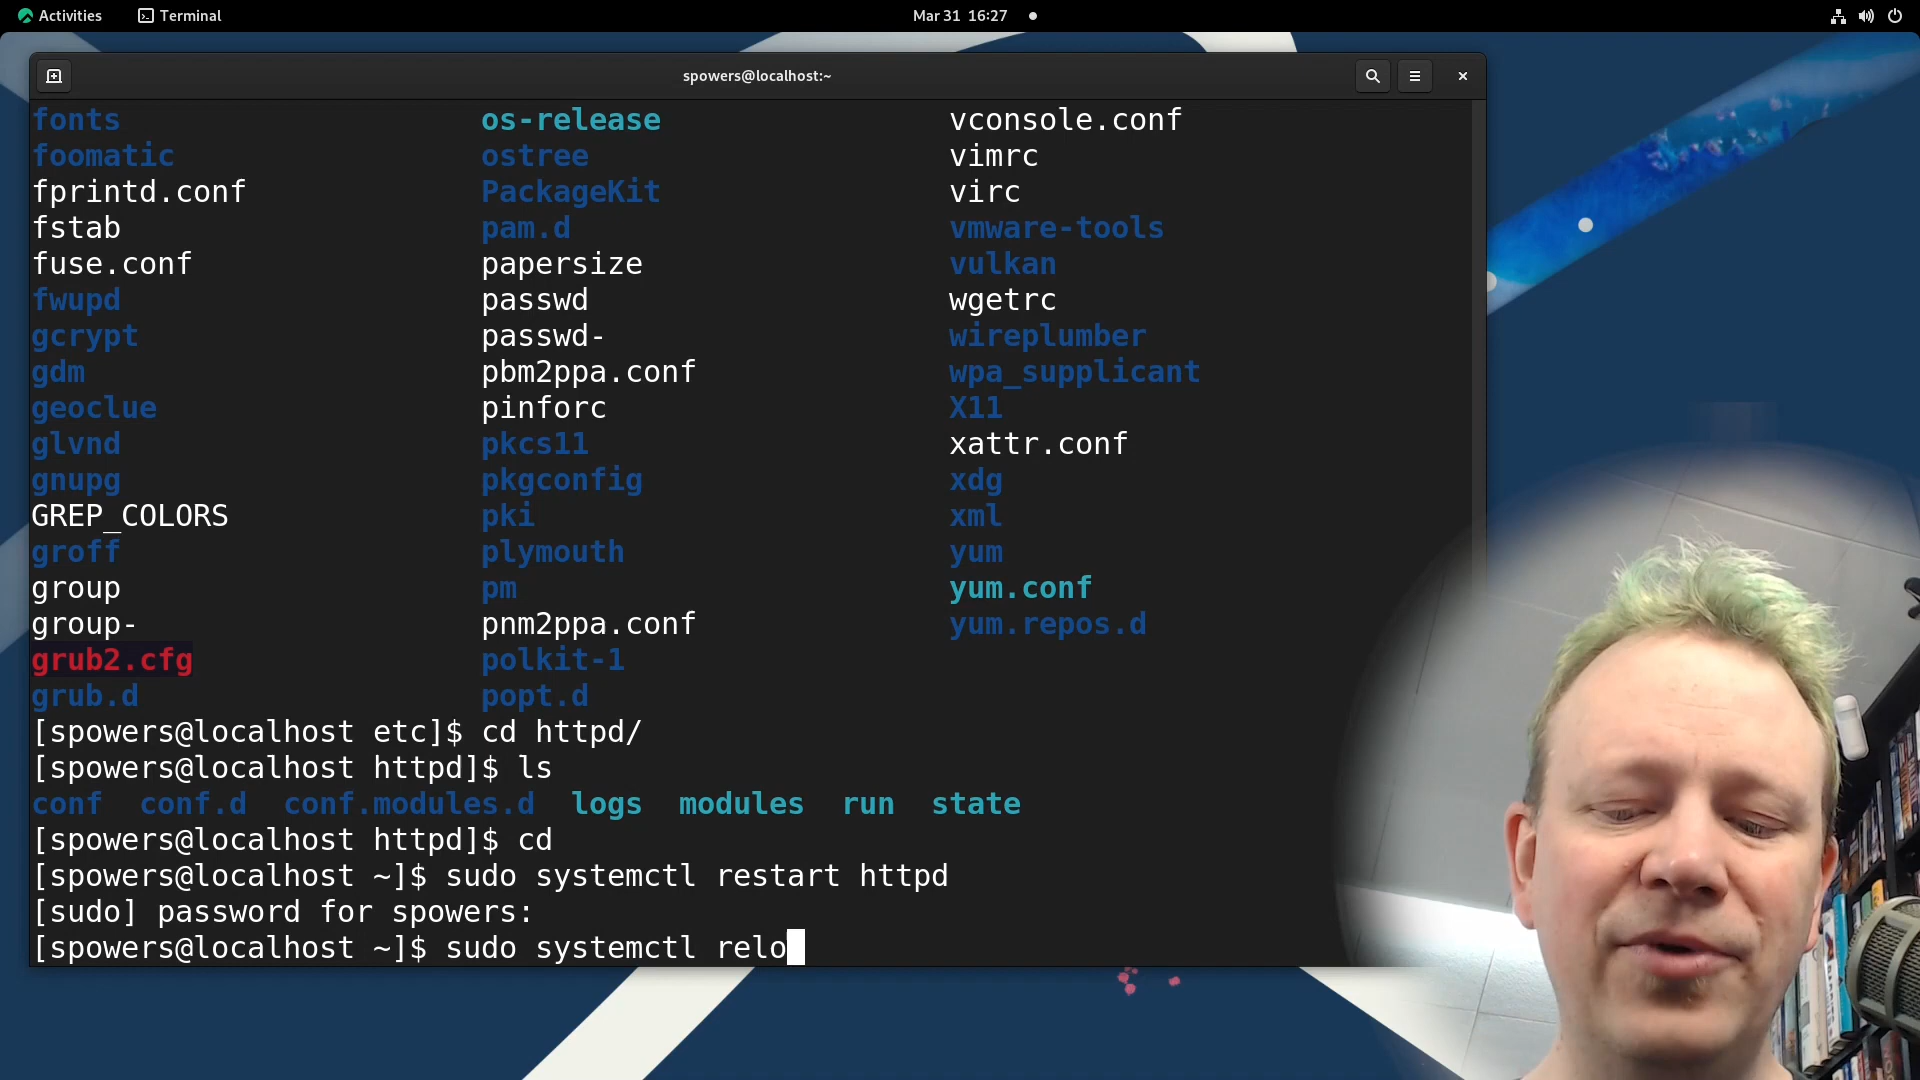 Activities Terminal Mar 31 16:27
spowers@localhost:~
fonts os-release vconsole.conf
foomatic ostree vimrc
fprintd.conf PackageKit virc
fstab pam.d vmware-tools
fuse.conf papersize vulkan
fwupd passwd wgetrc
gcrypt passwd- wireplumber
gdm pbm2ppa.conf wpa_supplicant
geoclue pinforc X11
glvnd pkcs11 xattr.conf
gnupg pkgconfig xdg
GREP_COLORS pki xml
groff plymouth yum
group pm yum.conf
group- pnm2ppa.conf yum.repos.d
grub2.cfg polkit-1
grub.d popt.d
[spowers@localhost etc]$ cd httpd/
[spowers@localhost httpd]$ ls
conf conf.d conf.modules.d logs modules run state
[spowers@localhost httpd]$ cd
[spowers@localhost ~]$ sudo systemctl restart httpd
[sudo] password for spowers:
[spowers@localhost ~]$ sudo systemctl relo